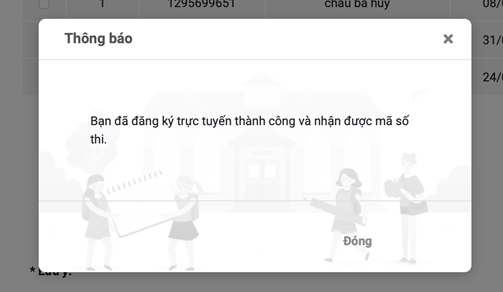 1 1295699651 châu bá huy 08/
Thông báo ×
31/
24/
Bạn đã đăng ký trực tuyến thành công và nhận được mã số
thi.
Đóng
* Lưu ý: